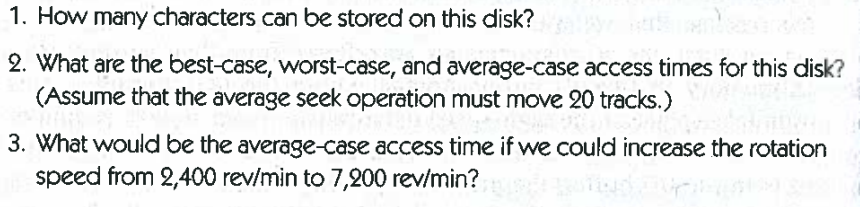 1. How many characters can be stored on this disk?
2. What are the best-case, worst-case, and average-case access times for this disk?
(Assume that the average seek operation must move 20 tracks.)
3. What would be the average-case access time if we could increase the rotation
speed from 2,400 rev/min to 7,200 rev/min?